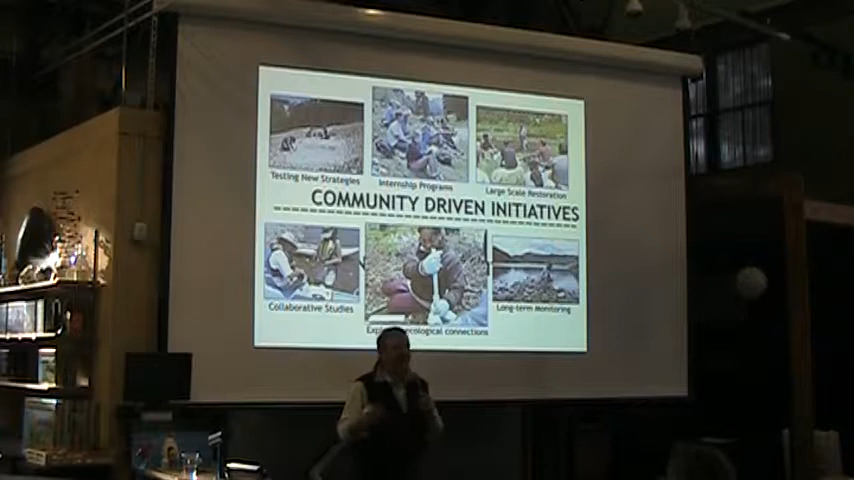 Testing New Strategies
Internship Programs
Large Scale Restoration
COMMUNITY DRIVEN INITIATIVES
Collaborative Studies
Long-term Monitoring
ecological connections